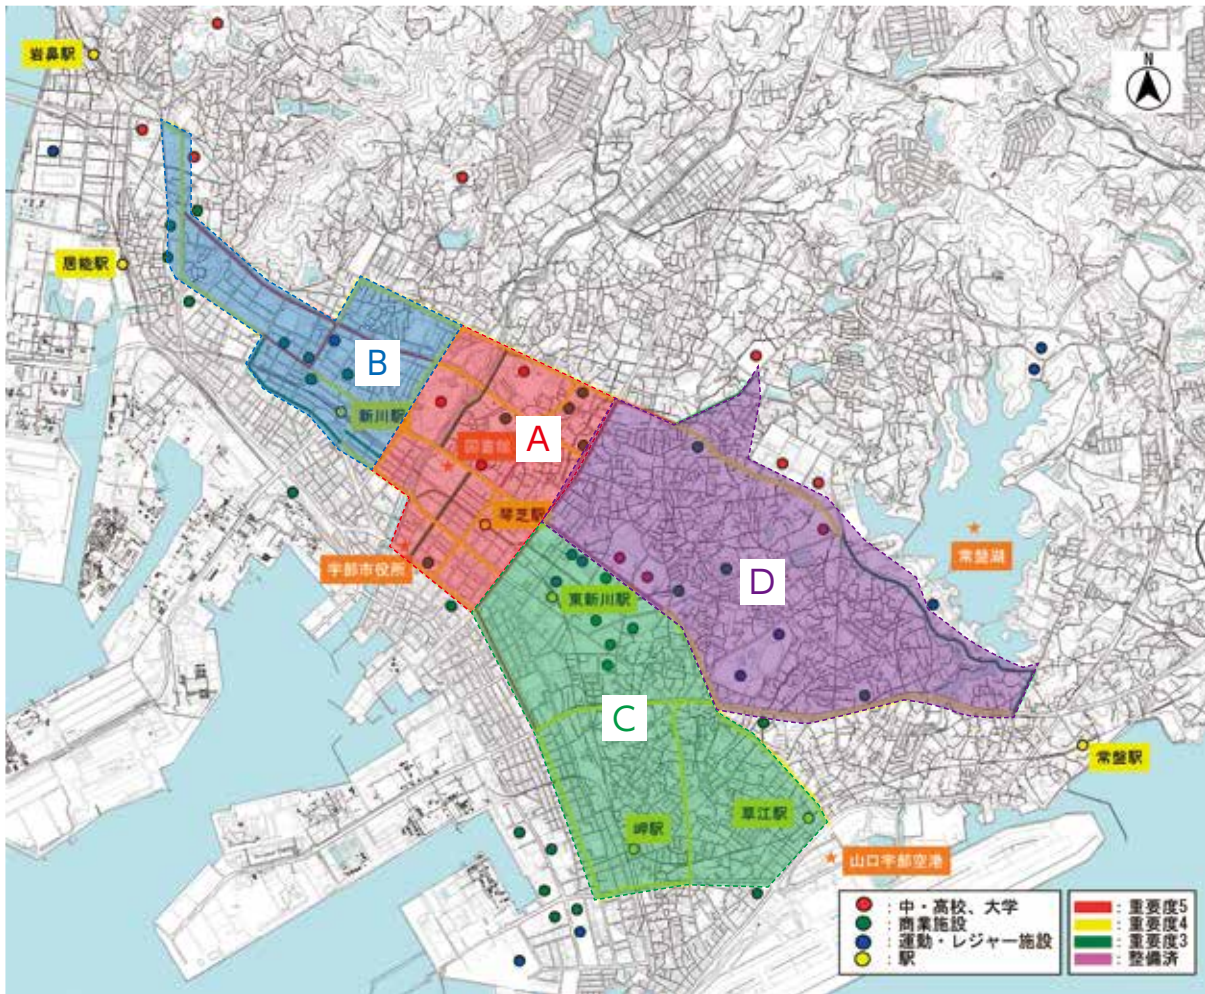 岩鼻駅
N
居能駅
B
新川駅
A
図書館
琴芝駅
宇部市役所
常盤湖
D
東新川駅
C
常盤駅
草江駅
岬駅
山口宇部空港
：中・高校、大学
：商業施設
：運動・レジャー施設
：駅
：重要度5
：重要度4
：重要度3
：整備済